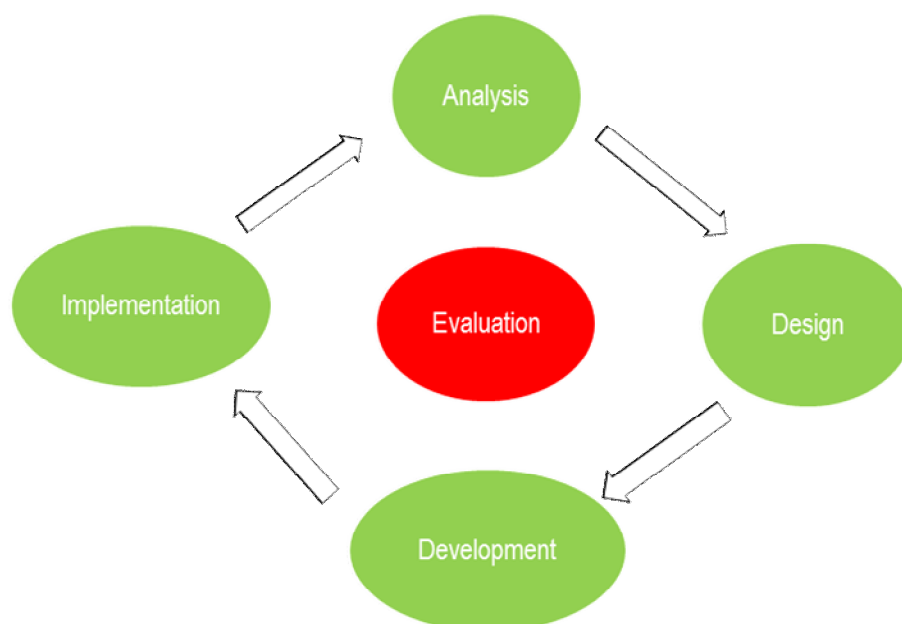 Analysis
Implementation
Evaluation
Design
Development